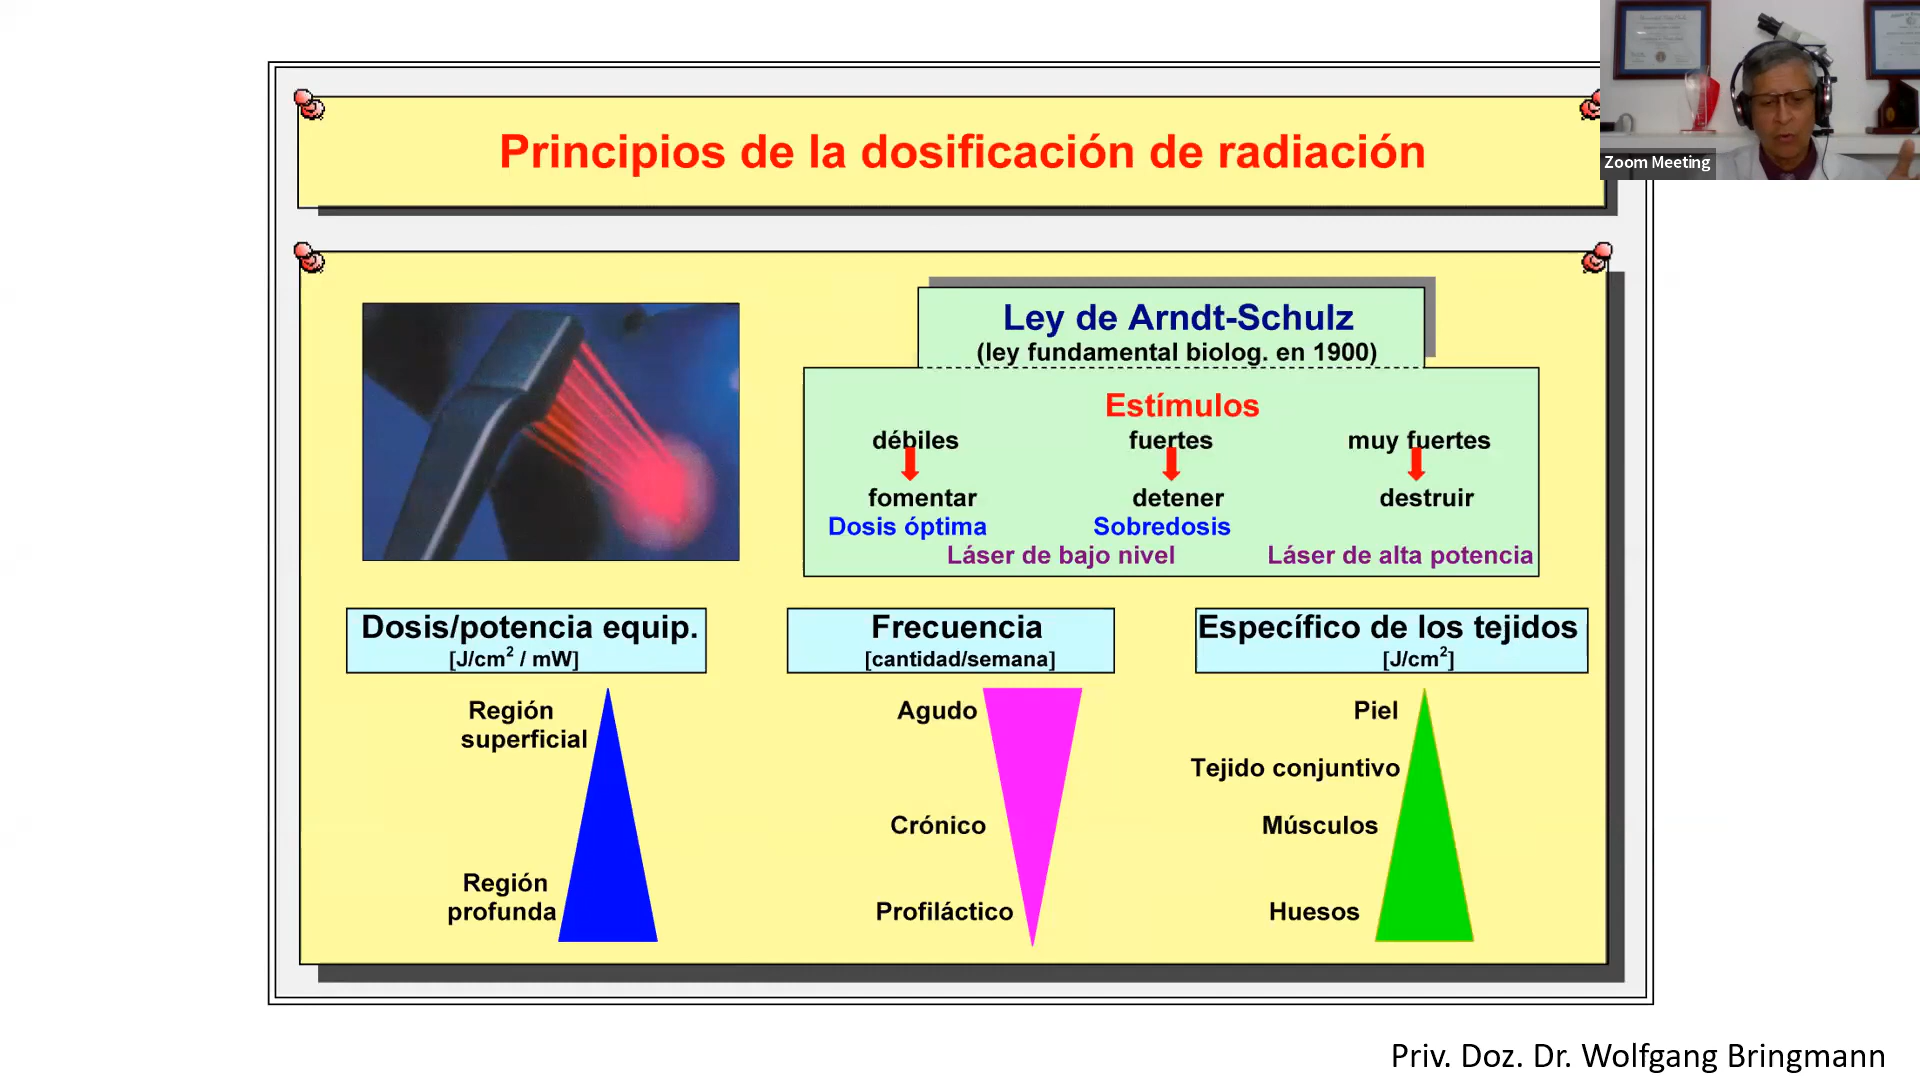 Zoom Meeting
Principios de la dosificación de radiación
Ley de Arndt-Schulz
(ley fundamental biolog. en 1900)
Estímulos
débiles fuertes muy fuertes
fomentar detener destruir
Dosis óptima Sobredosis
Láser de bajo nivel Láser de alta potencia
Dosis/potencia equip.
[J/cm² / mW]
Región
superficial
Región
profunda
Frecuencia
[cantidad/semana]
Agudo
Crónico
Profiláctico
Específico de los tejidos
[J/cm²]
Piel
Tejido conjuntivo
Músculos
Huesos
Priv. Doz. Dr. Wolfgang Bringmann